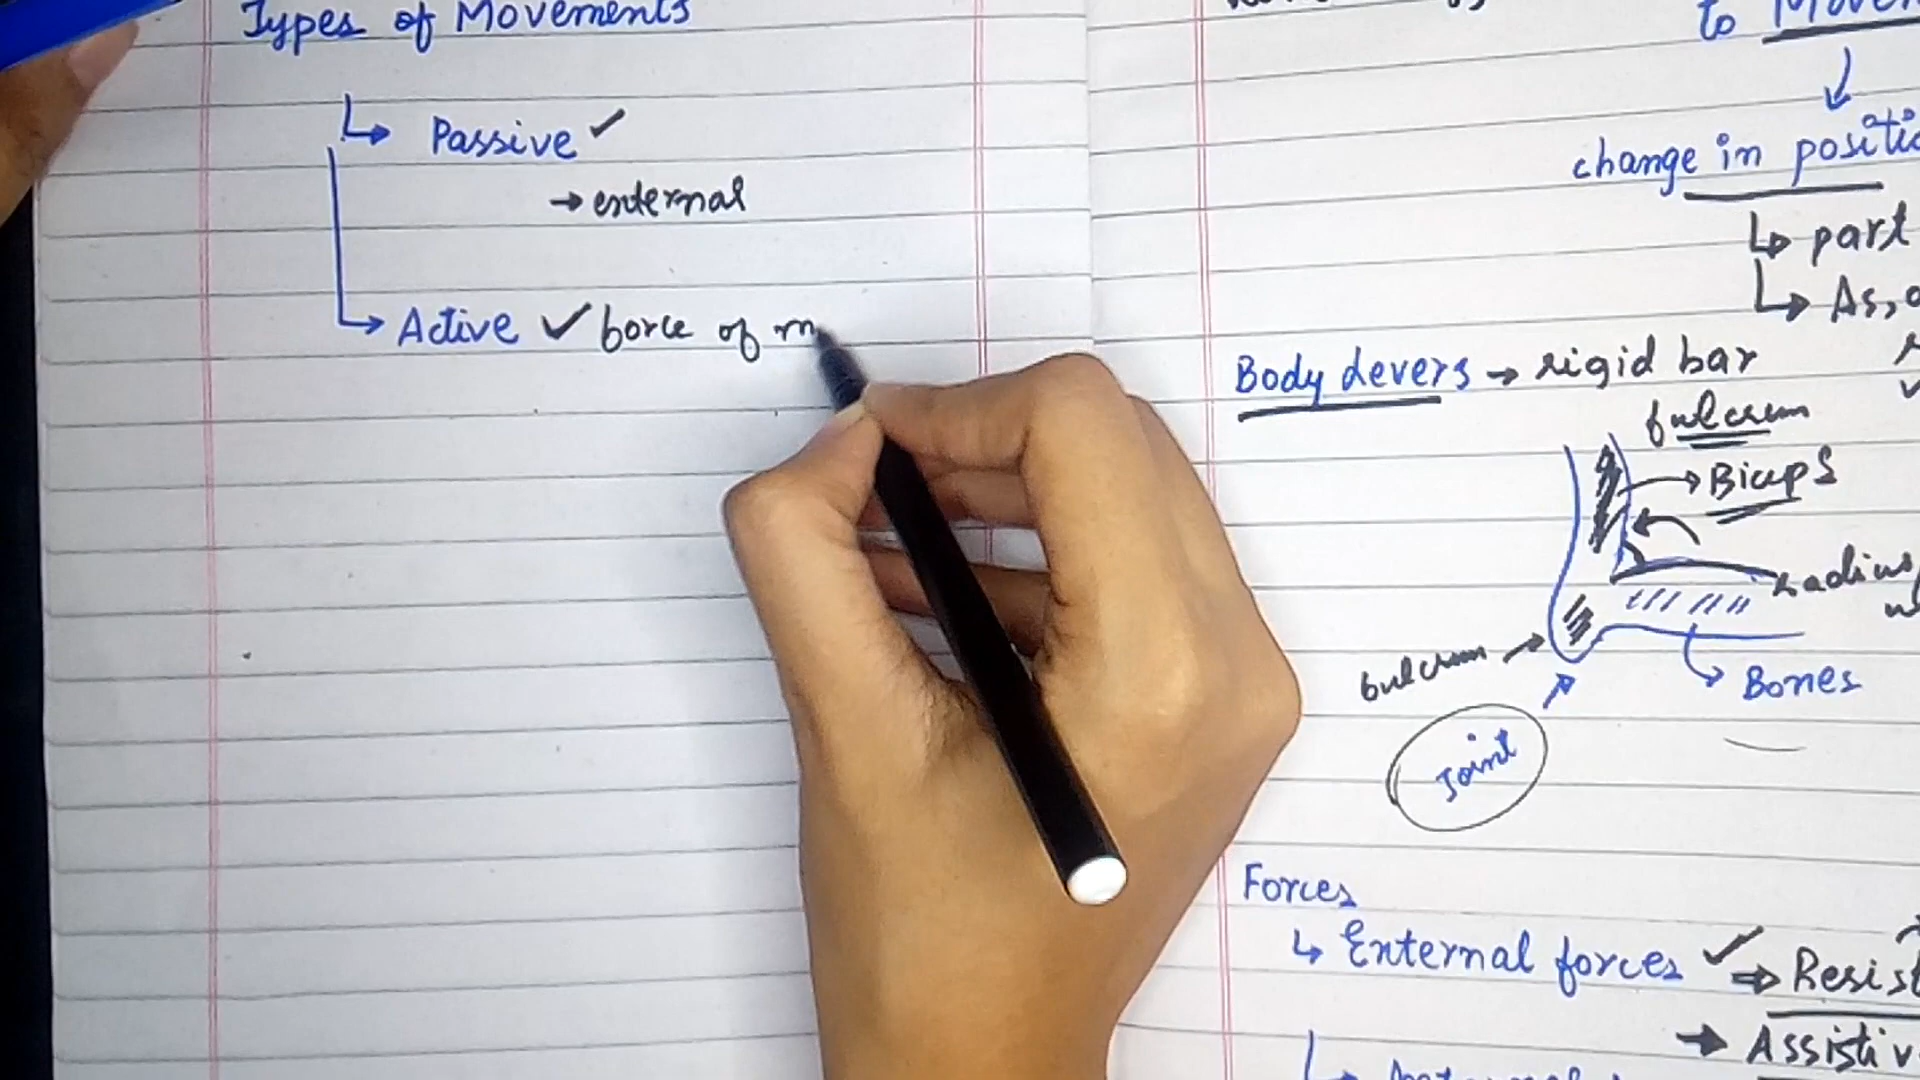 Types of Movements
Passive ✓
→ external
Active ✓ force of m
to
change in positi
part
As,
Body Levers → rigid bar
fulcrum
Biceps
radius
fulcrum
Bones
Joint
Forces
External forces ✓ ⇒ Resist
→ Assistiv